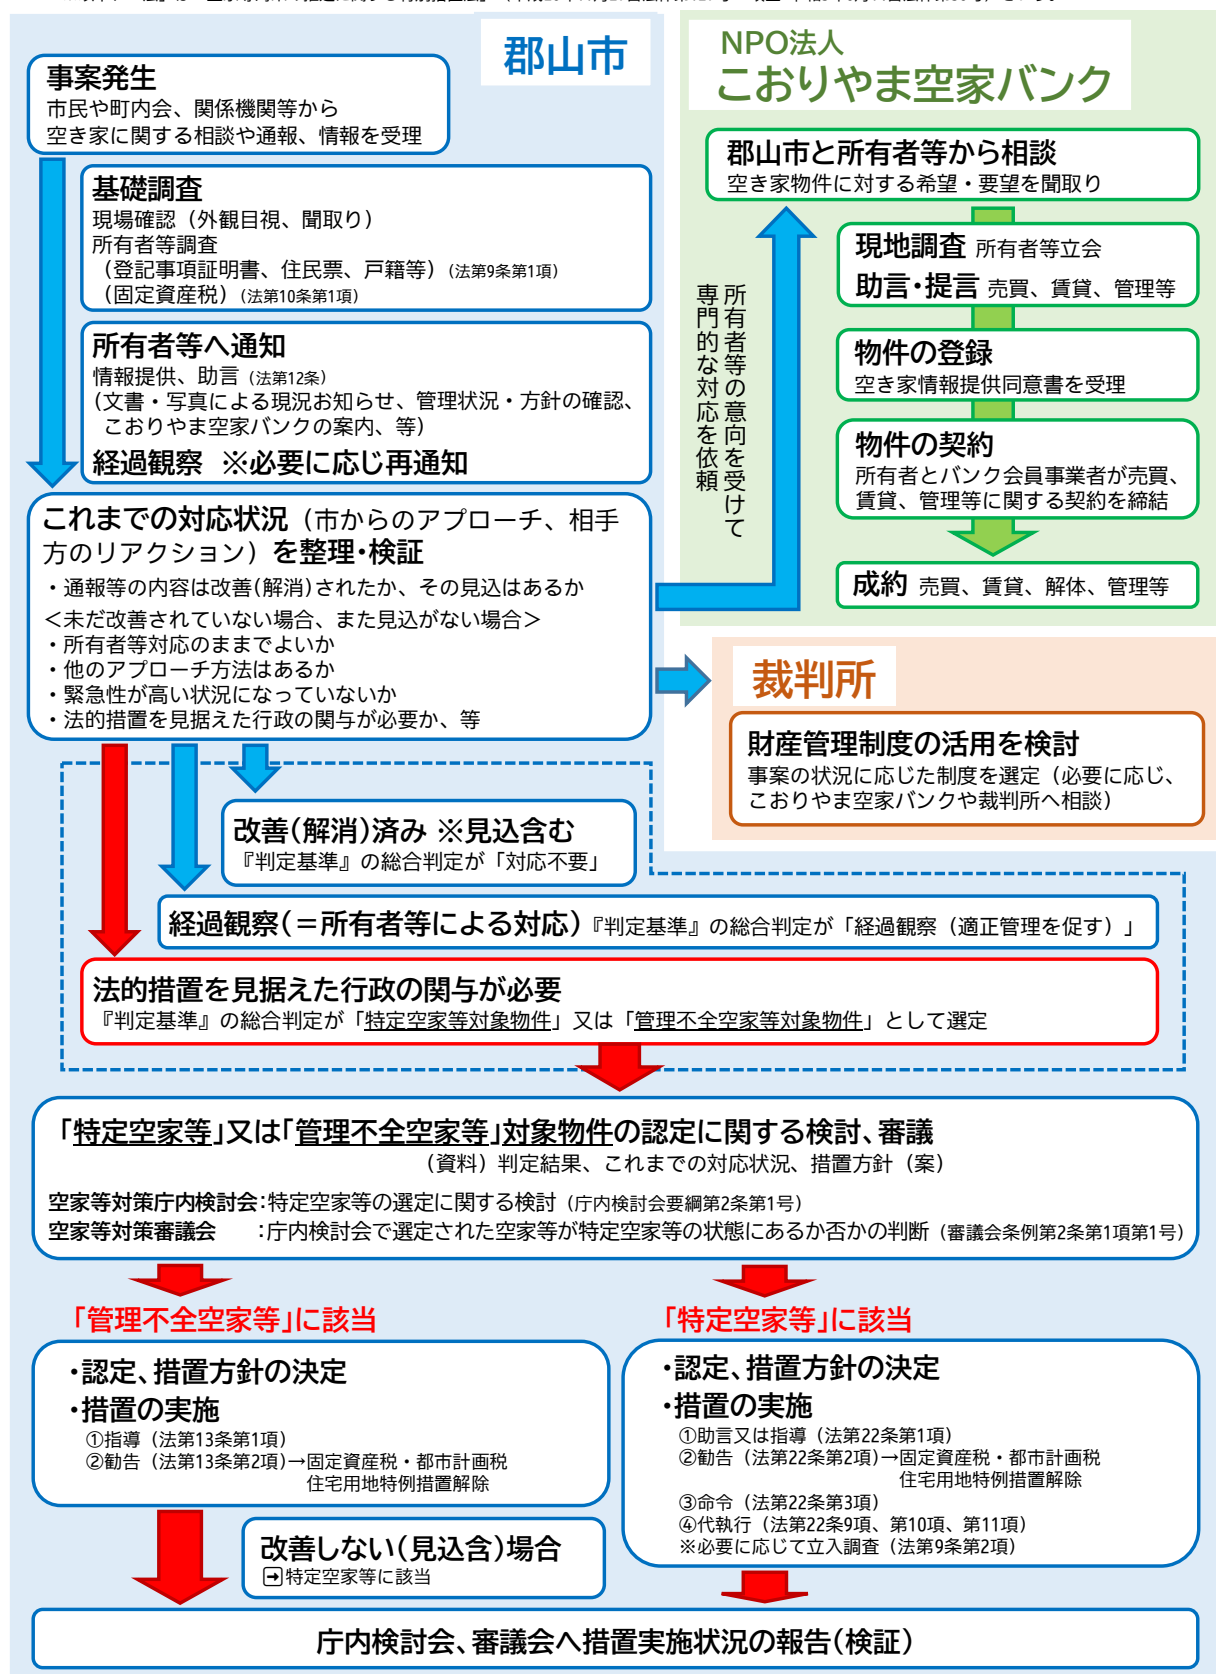 郡山市
事案発生
市民や町内会、関係機関等から
空き家に関する相談や通報、情報を受理
基礎調査
現場確認（外観目視、聞取り）
所有者等調査
（登記事項証明書、住民票、戸籍等）（法第9条第1項）
（固定資産税）（法第10条第1項）
所有者等へ通知
情報提供、助言（法第12条）
(文書・写真による現況お知らせ、管理状況・方針の確認、
こおりやま空家バンクの案内、等）
経過観察 ※必要に応じ再通知
これまでの対応状況（市からのアプローチ、相手
方のリアクション）を整理・検証
・通報等の内容は改善(解消)されたか、その見込はあるか
＜未だ改善されていない場合、また見込がない場合＞
・所有者等対応のままでよいか
・他のアプローチ方法はあるか
・緊急性が高い状況になっていないか
・法的措置を見据えた行政の関与が必要か、等
所有者等の意向を受けて
専門的な対応を依頼
NPO法人
こおりやま空家バンク
郡山市と所有者等から相談
空き家物件に対する希望・要望を聞取り
現地調査 所有者等立会
助言・提言 売買、賃貸、管理等
物件の登録
空き家情報提供同意書を受理
物件の契約
所有者とバンク会員事業者が売買、
賃貸、管理等に関する契約を締結
成約 売買、賃貸、解体、管理等
裁判所
財産管理制度の活用を検討
事案の状況に応じた制度を選定（必要に応じ、
こおりやま空家バンクや裁判所へ相談）
改善(解消)済み ※見込含む
『判定基準』の総合判定が「対応不要」
経過観察(＝所有者等による対応)『判定基準』の総合判定が「経過観察（適正管理を促す）」
法的措置を見据えた行政の関与が必要
『判定基準』の総合判定が「特定空家等対象物件」又は「管理不全空家等対象物件」として選定
「特定空家等」又は「管理不全空家等」対象物件の認定に関する検討、審議
（資料）判定結果、これまでの対応状況、措置方針（案）
空家等対策庁内検討会：特定空家等の選定に関する検討（庁内検討会要綱第2条第1号）
空家等対策審議会　：庁内検討会で選定された空家等が特定空家等の状態にあるか否かの判断（審議会条例第2条第1項第1号）
「管理不全空家等」に該当
・認定、措置方針の決定
・措置の実施
①指導（法第13条第1項）
②勧告（法第13条第2項）→固定資産税・都市計画税
住宅用地特例措置解除
改善しない(見込含)場合
→特定空家等に該当
「特定空家等」に該当
・認定、措置方針の決定
・措置の実施
①助言又は指導（法第22条第1項）
②勧告（法第22条第2項）→固定資産税・都市計画税
住宅用地特例措置解除
③命令（法第22条第3項）
④代執行（法第22条9項、第10項、第11項）
※必要に応じて立入調査（法第9条第2項）
庁内検討会、審議会へ措置実施状況の報告(検証)